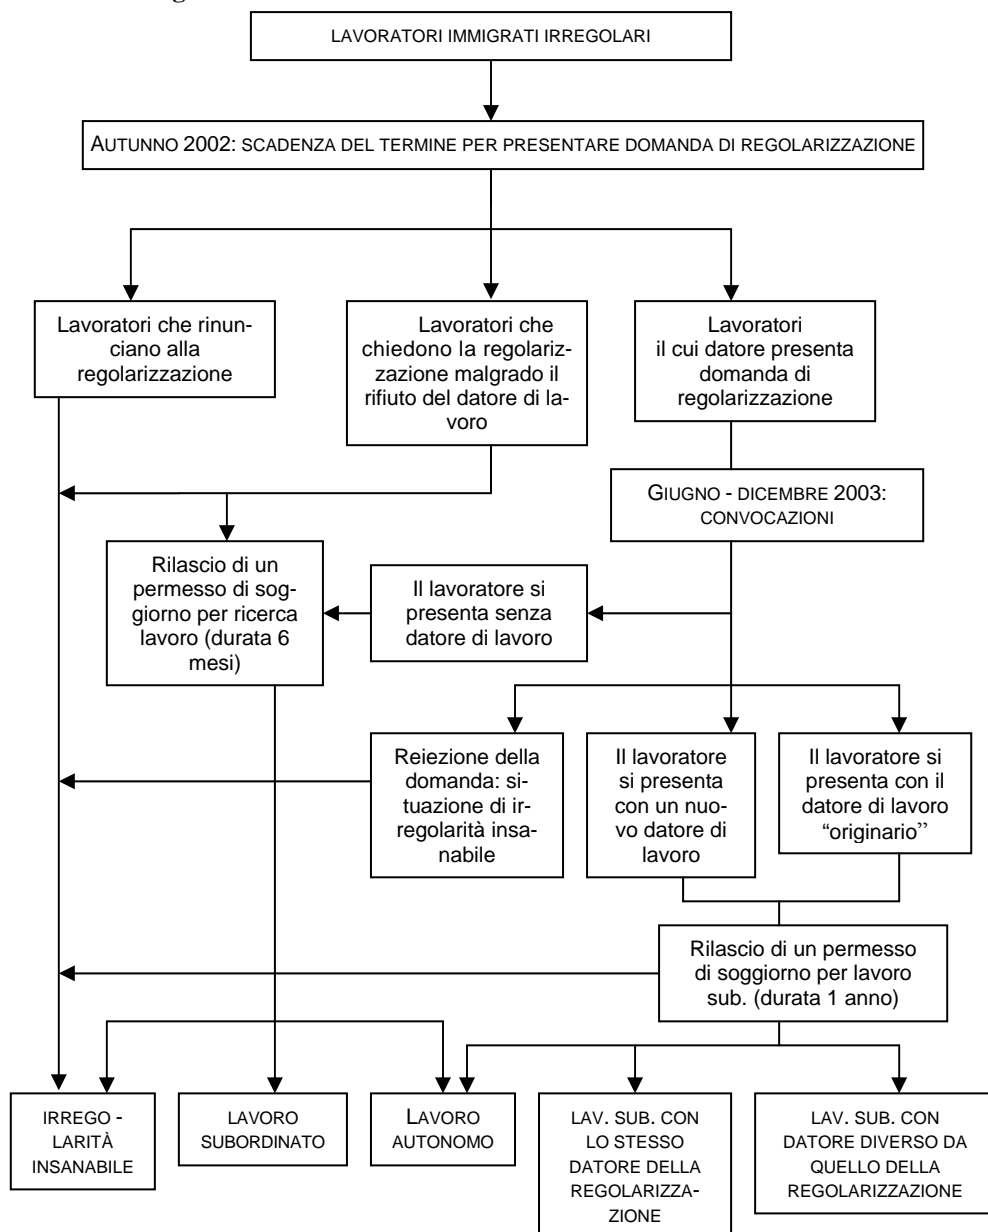 LAVORATORI IMMIGRATI IRREGOLARI
AUTUNNO 2002: SCADENZA DEL TERMINE PER PRESENTARE DOMANDA DI REGOLARIZZAZIONE
Lavoratori che rinun-
ciano alla
regolarizzazione
Lavoratori che
chiedono la regolariz-
zazione malgrado il
rifiuto del datore di la-
voro
Lavoratori
il cui datore presenta
domanda di
regolarizzazione
GIUGNO - DICEMBRE 2003:
CONVOCAZIONI
Rilascio di un
permesso di sog-
giorno per ricerca
lavoro (durata 6
mesi)
Il lavoratore si
presenta senza
datore di lavoro
Reiezione della
domanda: si-
tuazione di ir-
regolarità insa-
nabile
Il lavoratore
si presenta
con un nuo-
vo datore di
lavoro
Il lavoratore si
presenta con il
datore di lavoro
“originario”
Rilascio di un permesso
di soggiorno per lavoro
sub. (durata 1 anno)
IRREGO -
LARITÀ
INSANABILE
LAVORO
SUBORDINATO
LAVORO
AUTONOMO
LAV. SUB. CON
LO STESSO
DATORE DELLA
REGOLARIZZA-
ZIONE
LAV. SUB. CON
DATORE DIVERSO DA
QUELLO DELLA
REGOLARIZZAZIONE